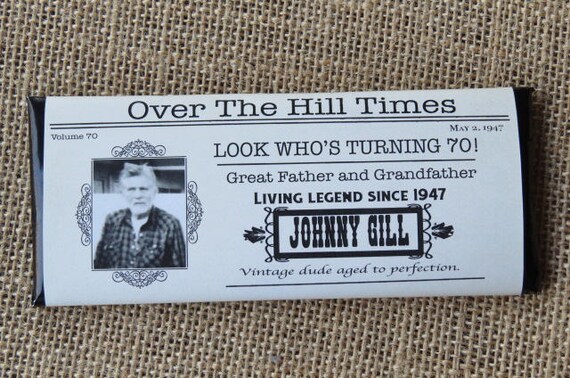 Over The Hill Times
Volume 70
May 2, 1947
LOOK WHO'S TURNING 70!
Great Father and Grandfather
LIVING LEGEND SINCE 1947
JOHNNY GILL
Vintage dude aged to perfection.